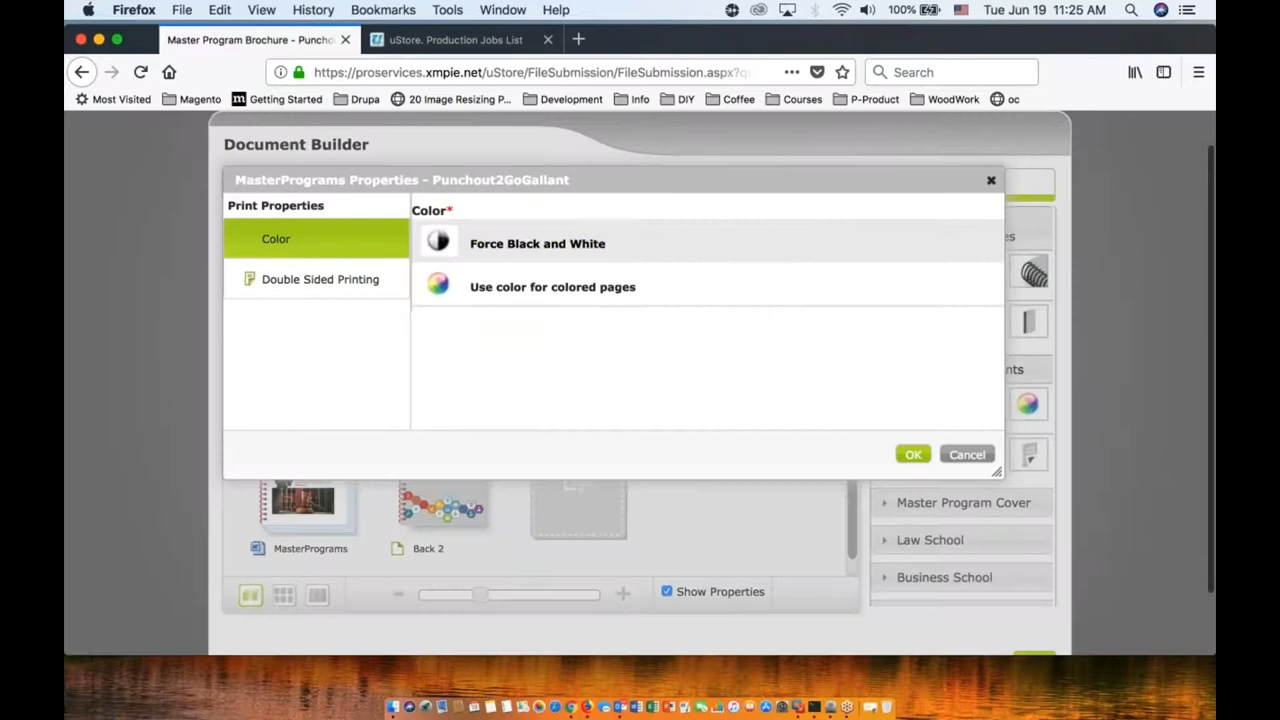 Firefox File Edit View History Bookmarks Tools Window Help 100% Tue Jun 19 11:25 AM
Master Program Brochure - Puncho uStore. Production Jobs List
https://proservices.xmpie.net/uStore/FileSubmission/FileSubmission.aspx?q Search
Most Visited Magento Getting Started Drupa 20 Image Resizing P... Development Info DIY Coffee Courses P-Product WoodWork oc
Document Builder
MasterPrograms Properties - Punchout2GoGallant
Print Properties
Color*
Color
Force Black and White
Double Sided Printing
Use color for colored pages
es
nts
OK Cancel
Master Program Cover
Law School
MasterPrograms Back 2
Business School
Show Properties